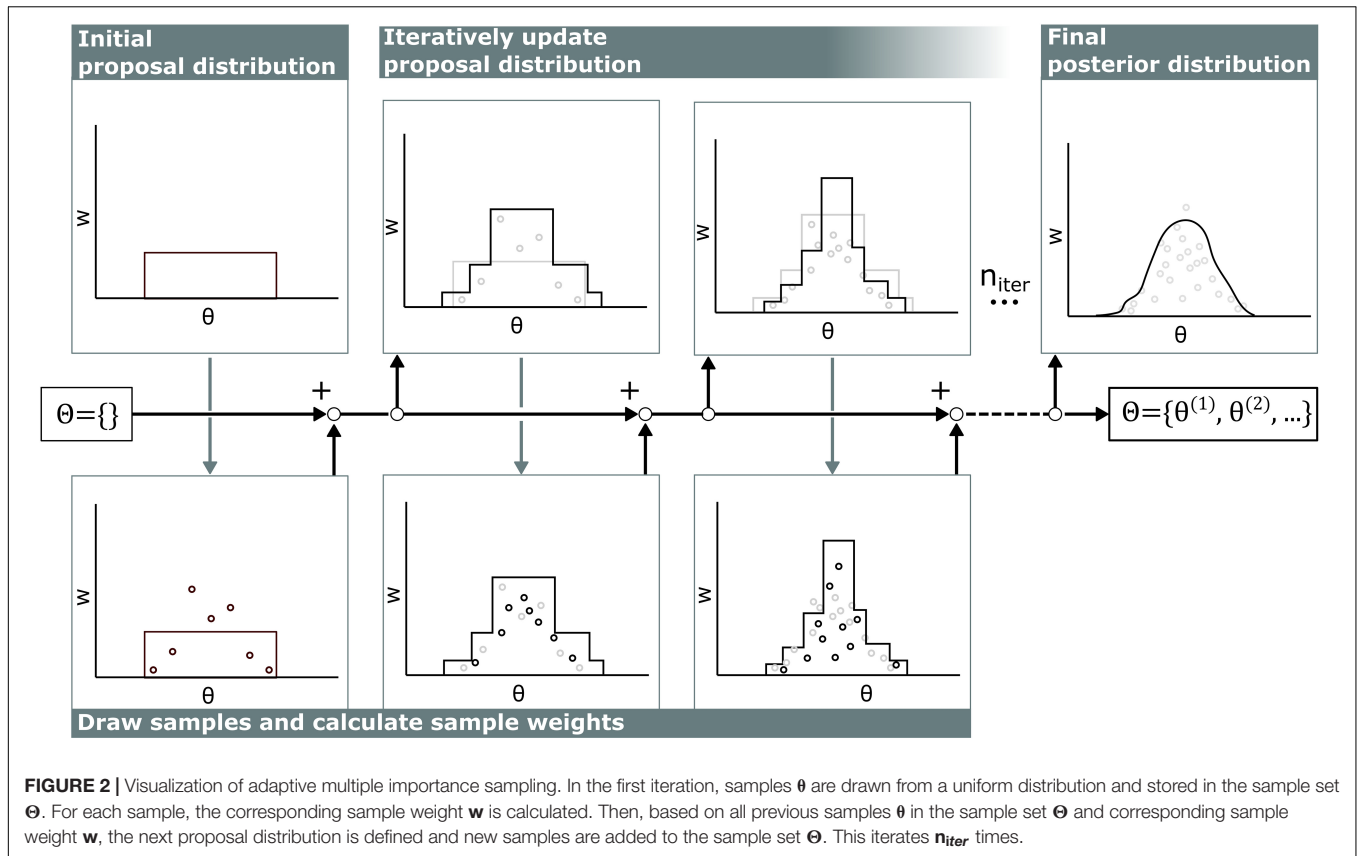 Initial
proposal distribution
Iteratively update
proposal distribution
Final
posterior distribution
w
θ
w
θ
w
θ
n_iter
...
w
θ
Θ={}
+
+
+
Θ={θ^(1), θ^(2), ...}
w
θ
w
θ
w
θ
Draw samples and calculate sample weights
FIGURE 2 | Visualization of adaptive multiple importance sampling. In the first iteration, samples θ are drawn from a uniform distribution and stored in the sample set
Θ. For each sample, the corresponding sample weight w is calculated. Then, based on all previous samples θ in the sample set Θ and corresponding sample
weight w, the next proposal distribution is defined and new samples are added to the sample set Θ. This iterates n_iter times.